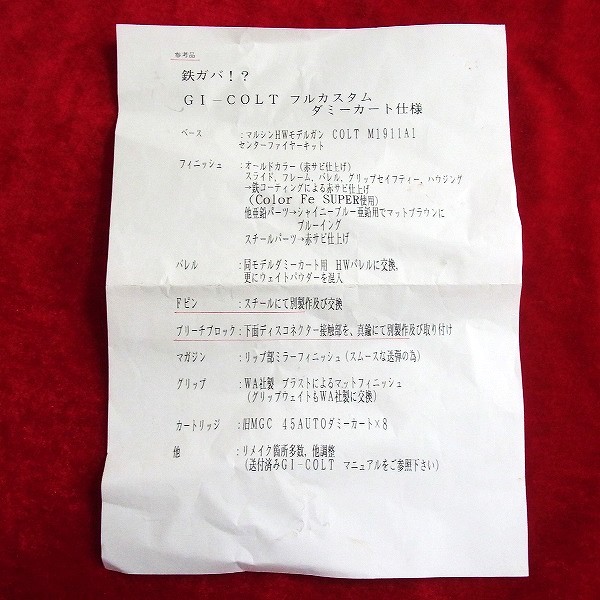 参考品
鉄ガバ!?
GI-COLT フルカスタム
ダミーカート仕様
ベース :マルシンHWモデルガン COLT M1911A1
センターファイヤーキット
フィニッシュ :オールドカラー(赤サビ仕上げ)
スライド、フレーム、バレル、グリップセイフティー、ハウジング
→鉄コーティングによる赤サビ仕上げ
(Color Fe SUPER使用)
他亜鉛パーツ→シャイニーブルー亜鉛用でマットブラウンに
ブルーイング
スチールパーツ→赤サビ仕上げ
バレル :同モデルダミーカート用 HWバレルに交換,
更にウェイトパウダーを混入
Fピン :スチールにて別製作及び交換
ブリーチブロック:下面ディスコネクター接触部を、真鍮にて別製作及び取り付け
マガジン :リップ部ミラーフィニッシュ(スムースな送弾の為)
グリップ :WA社製 ブラストによるマットフィニッシュ
(グリップウェイトもWA社製に交換)
カートリッジ :旧MGC 45AUTOダミーカート×8
他 :リメイク箇所多数,他調整
(送付済みGI-COLT マニュアルをご参照下さい)